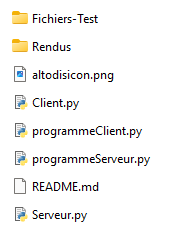 Fichiers-Test
Rendus
altodisicon.png
Client.py
programmeClient.py
programmeServeur.py
README.md
Serveur.py